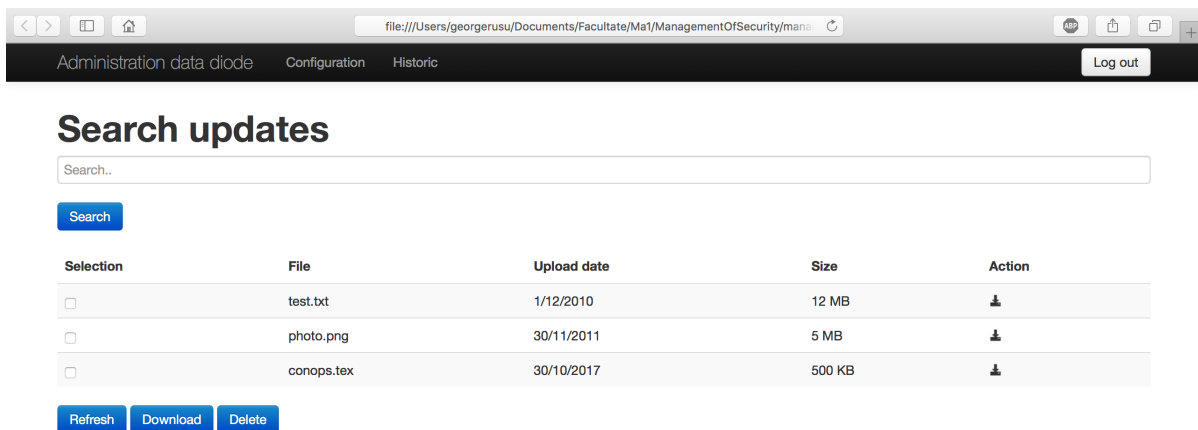 file:///Users/georgerusu/Documents/Facultate/Ma1/ManagementOfSecurity/mana
ABP
Administration data diode Configuration Historic Log out
Search updates
Search..
Search
Selection File Upload date Size Action
test.txt 1/12/2010 12 MB
photo.png 30/11/2011 5 MB
conops.tex 30/10/2017 500 KB
Refresh Download Delete